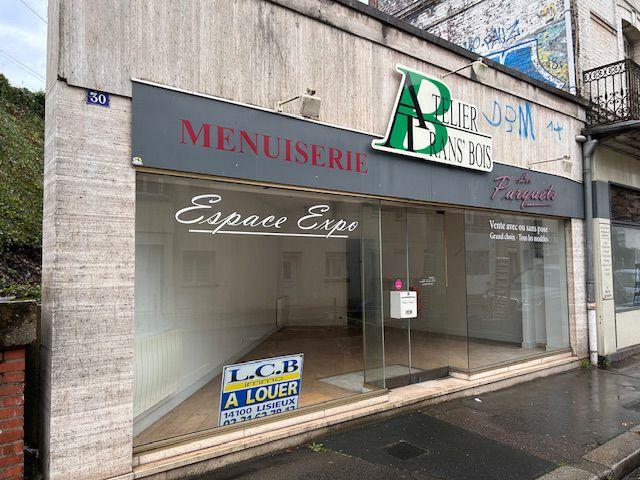 30
MENUISERIE
ATELIER
TRANS'BOIS
Les
Parquets
Espace Expo
Vente avec ou sans pose
Grand choix - Tous les modèles
L.C.B
immo
A LOUER
14100 LISIEUX